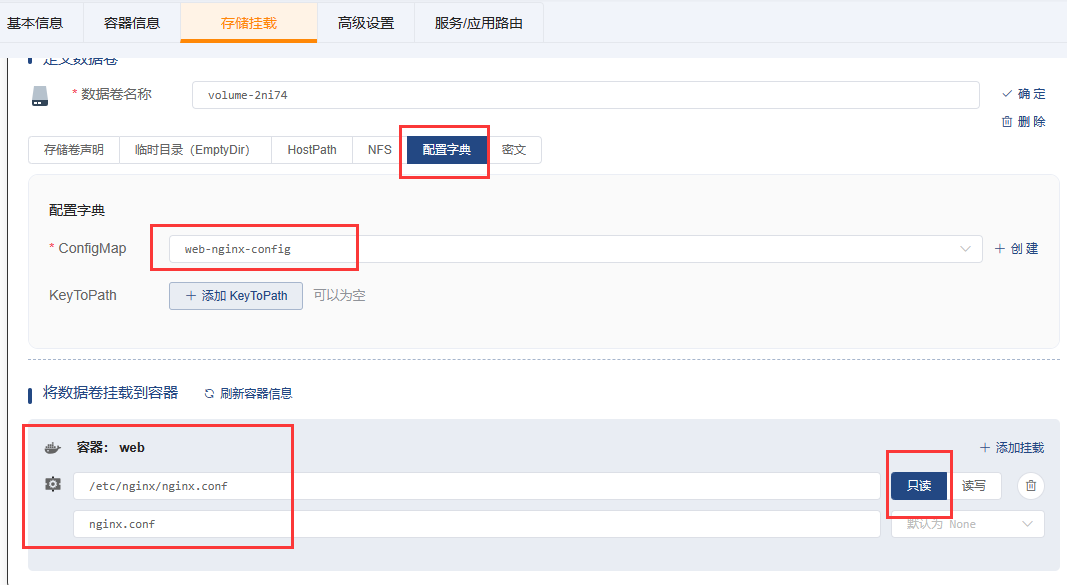 基本信息 容器信息 存储挂载 高级设置 服务/应用路由
定义数据卷
* 数据卷名称 volume-2ni74 确 定
删 除
存储卷声明 临时目录（EmptyDir） HostPath NFS 配置字典 密文
配置字典
* ConfigMap web-nginx-config 创 建
KeyToPath 添加 KeyToPath 可以为空
将数据卷挂载到容器 刷新容器信息
容器： web 添加挂载
/etc/nginx/nginx.conf 只读 读写
nginx.conf 默认为 None